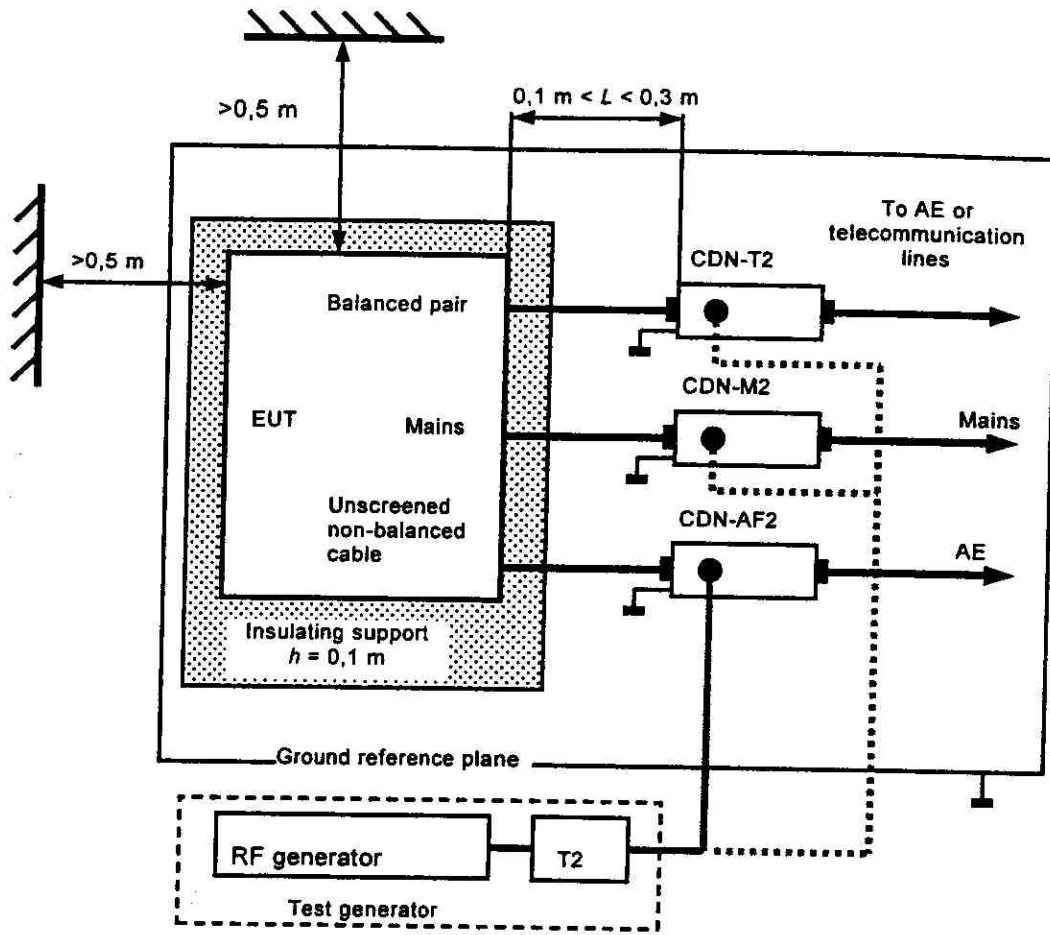 >0,5 m
0,1 m < L < 0,3 m
>0,5 m
To AE or
telecommunication
lines
CDN-T2
Balanced pair
CDN-M2
EUT
Mains
Mains
Unscreened
non-balanced
cable
CDN-AF2
AE
Insulating support
h = 0,1 m
Ground reference plane
RF generator
T2
Test generator